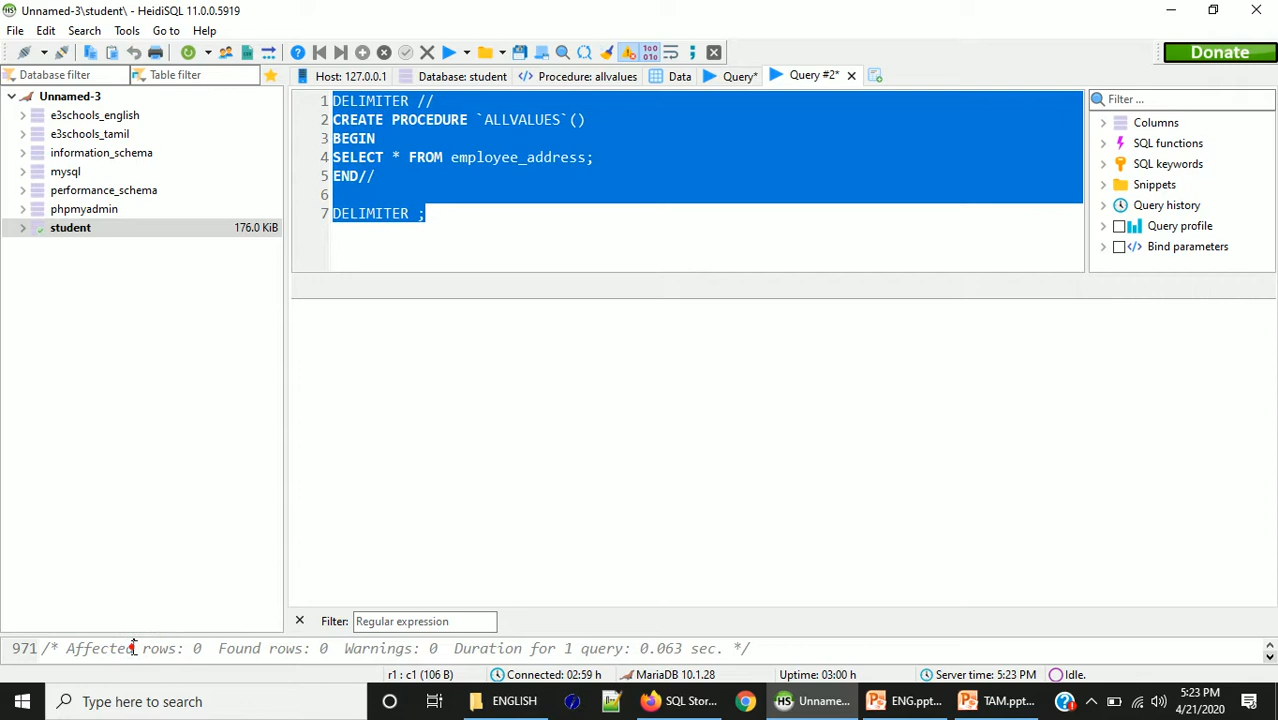 Unnamed-3\student\ - HeidiSQL 11.0.0.5919
File Edit Search Tools Go to Help
Donate
Database filter Table filter Host: 127.0.0.1 Database: student Procedure: allvalues Data Query* Query #2*
Unnamed-3
e3schools_english
e3schools_tamil
information_schema
mysql
performance_schema
phpmyadmin
student 176.0 KiB
1 DELIMITER //
2 CREATE PROCEDURE `ALLVALUES`()
3 BEGIN
4 SELECT * FROM employee_address;
5 END//
6
7 DELIMITER ;
Filter ...
Columns
SQL functions
SQL keywords
Snippets
Query history
Query profile
Bind parameters
Filter: Regular expression
971 /* Affected rows: 0 Found rows: 0 Warnings: 0 Duration for 1 query: 0.063 sec. */
r1 : c1 (106 B) Connected: 02:59 h MariaDB 10.1.28 Uptime: 03:00 h Server time: 5:23 PM Idle.
Type here to search ENGLISH SQL Stor... Unname... ENG.ppt... TAM.ppt... 5:23 PM
4/21/2020